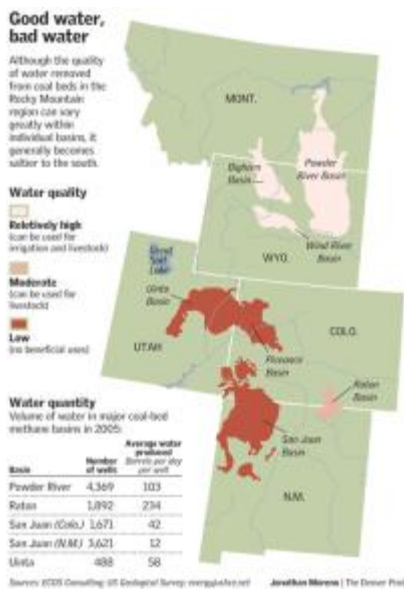 Good water,
bad water
Although the quality
of water removed
from coal beds in the
Rocky Mountain
region can vary
greatly within
individual basins, it
generally becomes
saltier to the south.
Water quality
Relatively high
(can be used for
irrigation and livestock)
Moderate
(can be used for
livestock)
Low
(no beneficial uses)
MONT.
Bighorn
Basin
Powder
River Basin
Wind River
Basin
WYO.
Great
Salt
Lake
Uinta
Basin
UTAH
COLO.
Piceance
Basin
Raton
Basin
San Juan
Basin
N.M.
Water quantity
Volume of water in major coal-bed
methane basins in 2005:
Basin Number of wells Average water produced Barrels per day per well
Powder River 4,369 103
Raton 1,892 234
San Juan (Colo.) 1,671 42
San Juan (N.M.) 3,621 12
Uinta 488 58
Sources: ECOS Consulting; US Geological Survey; energyjustice.net
Jonathan Moreno | The Denver Post